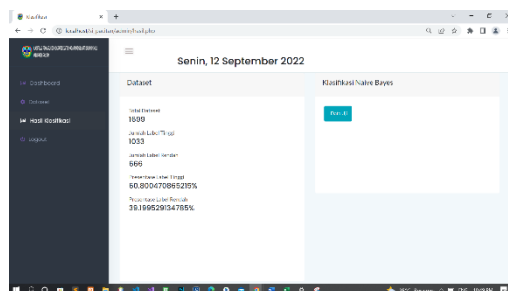 Klasifikasi
Senin, 12 September 2022
Dashboard
Dataset
Hasil Klasifikasi
Logout
Dataset
Total Dataset
1699
Jumlah Label Tinggi
1033
Jumlah Label Rendah
666
Presentase Label Tinggi
60.800470865215%
Presentase Label Rendah
39.199529134785%
Klasifikasi Naive Bayes